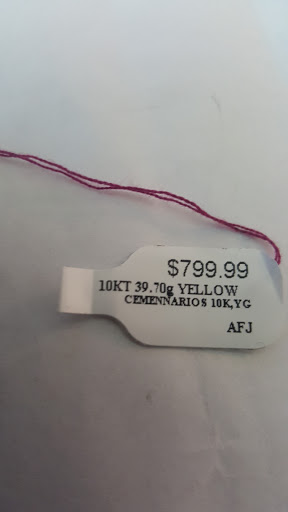 $799.99
10KT 39.70g YELLOW
CEMENNARIOS 10K,YG
AFJ